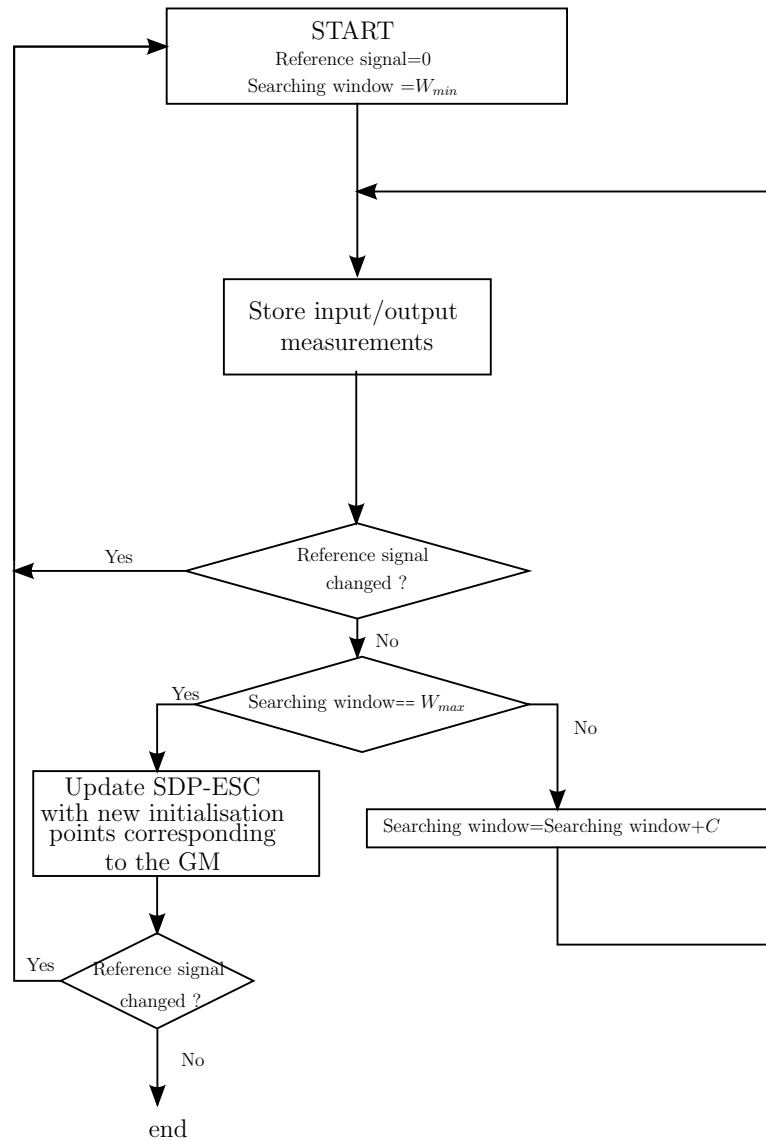 START
Reference signal=0
Searching window =W_{min}
Store input/output
measurements
Reference signal
changed ?
Yes
No
Searching window== W_{max}
Yes
No
Update SDP-ESC
with new initialisation
points corresponding
to the GM
Searching window=Searching window+C
Reference signal
changed ?
Yes
No
end